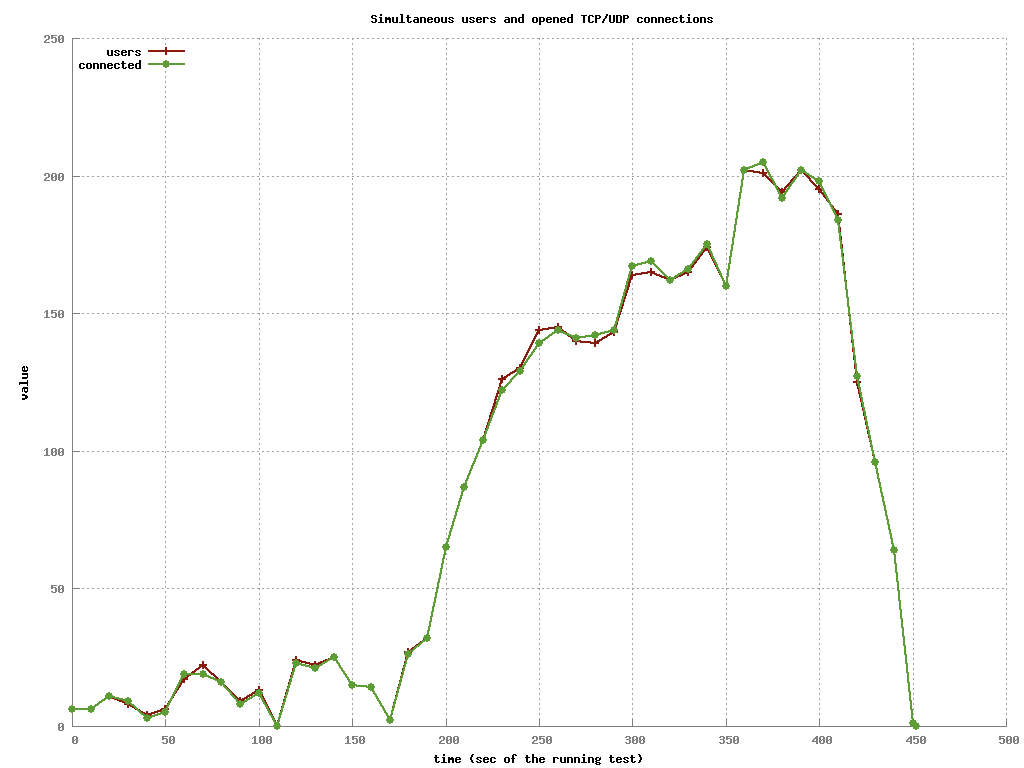 Simultaneous users and opened TCP/UDP connections
250
users
connected
200
150
value
100
50
0
0 50 100 150 200 250 300 350 400 450 500
time (sec of the running test)